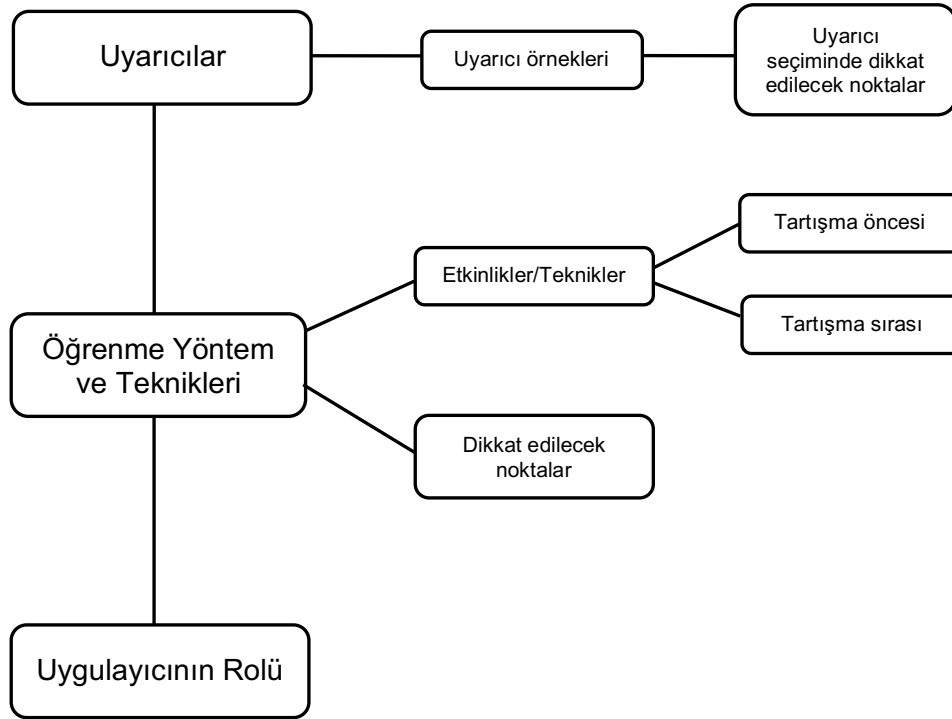 Uyarıcılar
Uyarıcı örnekleri
Uyarıcı
seçiminde dikkat
edilecek noktalar
Tartışma öncesi
Etkinlikler/Teknikler
Tartışma sırası
Öğrenme Yöntem
ve Teknikleri
Dikkat edilecek
noktalar
Uygulayıcının Rolü